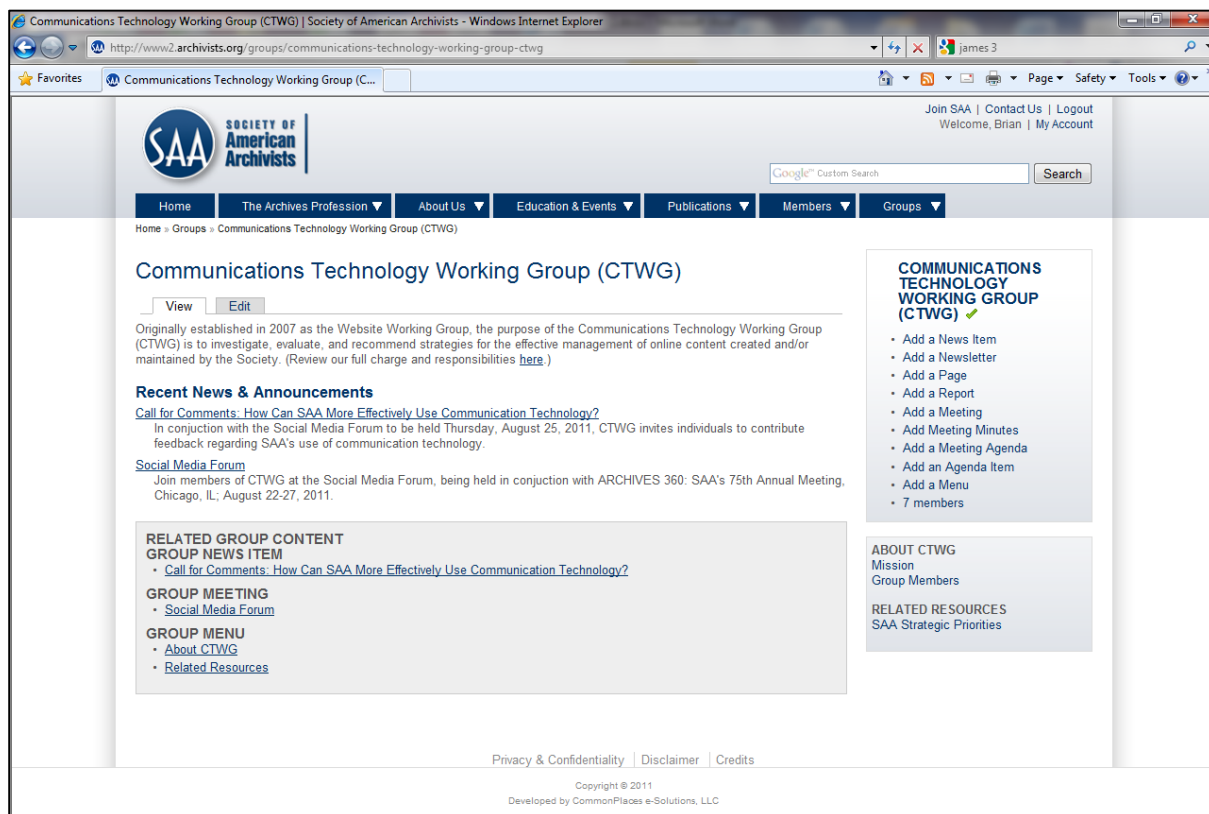 Communications Technology Working Group (CTWG) | Society of American Archivists - Windows Internet Explorer
http://www2.archivists.org/groups/communications-technology-working-group-ctwg
james 3
Favorites
Communications Technology Working Group (C...
Page
Safety
Tools
Join SAA | Contact Us | Logout
Welcome, Brian | My Account
SAA
SOCIETY OF
American
Archivists
Google™ Custom Search
Search
Home
The Archives Profession
About Us
Education & Events
Publications
Members
Groups
Home » Groups » Communications Technology Working Group (CTWG)
Communications Technology Working Group (CTWG)
View
Edit
Originally established in 2007 as the Website Working Group, the purpose of the Communications Technology Working Group
(CTWG) is to investigate, evaluate, and recommend strategies for the effective management of online content created and/or
maintained by the Society. (Review our full charge and responsibilities here.)
Recent News & Announcements
Call for Comments: How Can SAA More Effectively Use Communication Technology?
In conjuction with the Social Media Forum to be held Thursday, August 25, 2011, CTWG invites individuals to contribute
feedback regarding SAA's use of communication technology.
Social Media Forum
Join members of CTWG at the Social Media Forum, being held in conjuction with ARCHIVES 360: SAA's 75th Annual Meeting,
Chicago, IL; August 22-27, 2011.
RELATED GROUP CONTENT
GROUP NEWS ITEM
• Call for Comments: How Can SAA More Effectively Use Communication Technology?
GROUP MEETING
• Social Media Forum
GROUP MENU
• About CTWG
• Related Resources
COMMUNICATIONS
TECHNOLOGY
WORKING GROUP
(CTWG)
• Add a News Item
• Add a Newsletter
• Add a Page
• Add a Report
• Add a Meeting
• Add Meeting Minutes
• Add a Meeting Agenda
• Add an Agenda Item
• Add a Menu
• 7 members
ABOUT CTWG
Mission
Group Members
RELATED RESOURCES
SAA Strategic Priorities
Privacy & Confidentiality | Disclaimer | Credits
Copyright © 2011
Developed by CommonPlaces e-Solutions, LLC